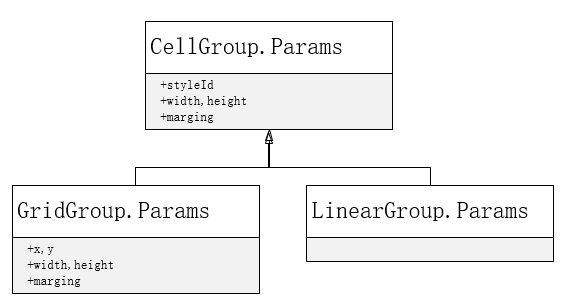 CellGroup.Params
+styleId
+width,height
+marging
GridGroup.Params
+x,y
+width,height
+marging
LinearGroup.Params